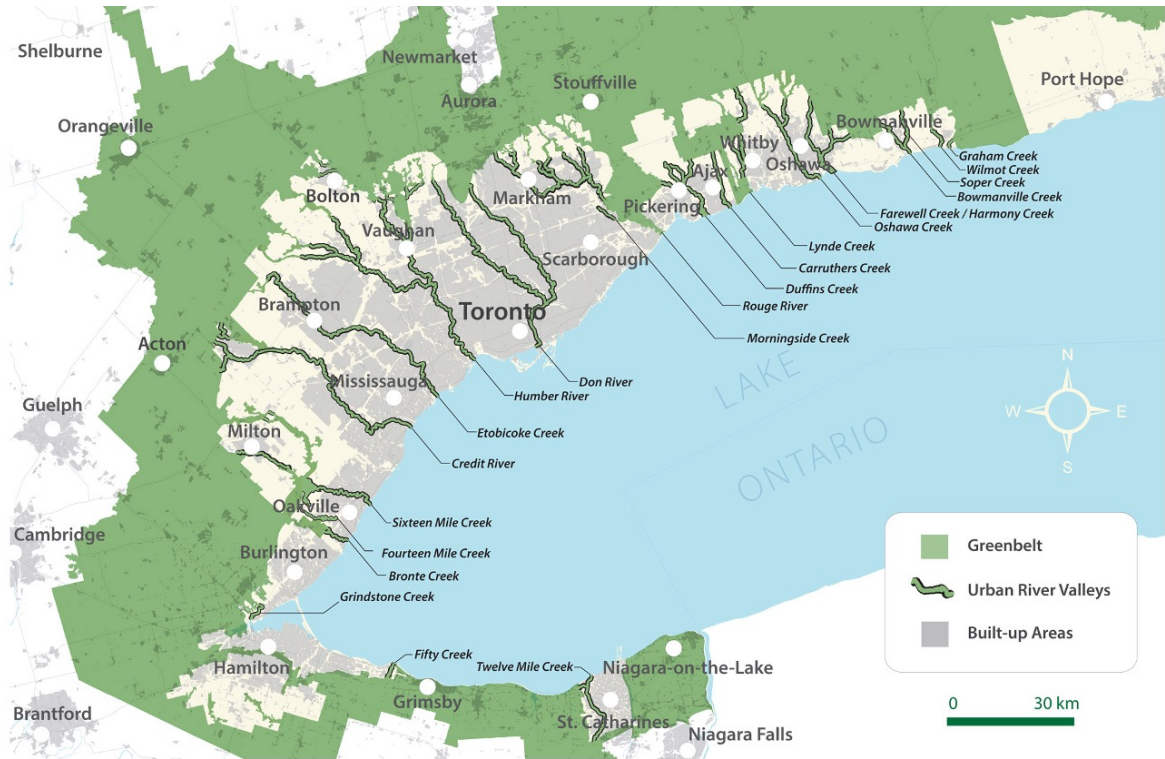 Shelburne
Newmarket
Aurora
Stouffville
Port Hope
Orangeville
Bowmanville
Whitby
Oshawa
Graham Creek
Wilmot Creek
Soper Creek
Bowmanville Creek
Farewell Creek / Harmony Creek
Oshawa Creek
Ajax
Pickering
Markham
Bolton
Vaughan
Lynde Creek
Carruthers Creek
Duffins Creek
Rouge River
Morningside Creek
Scarborough
Brampton
Toronto
Acton
Mississauga
Don River
Humber River
Etobicoke Creek
Credit River
LAKE
ONTARIO
N
W
E
S
Guelph
Milton
Oakville
Sixteen Mile Creek
Fourteen Mile Creek
Bronte Creek
Cambridge
Burlington
Grindstone Creek
Hamilton
Fifty Creek
Twelve Mile Creek
Niagara-on-the-Lake
Grimsby
St. Catharines
Niagara Falls
Brantford
Greenbelt
Urban River Valleys
Built-up Areas
0 30 km